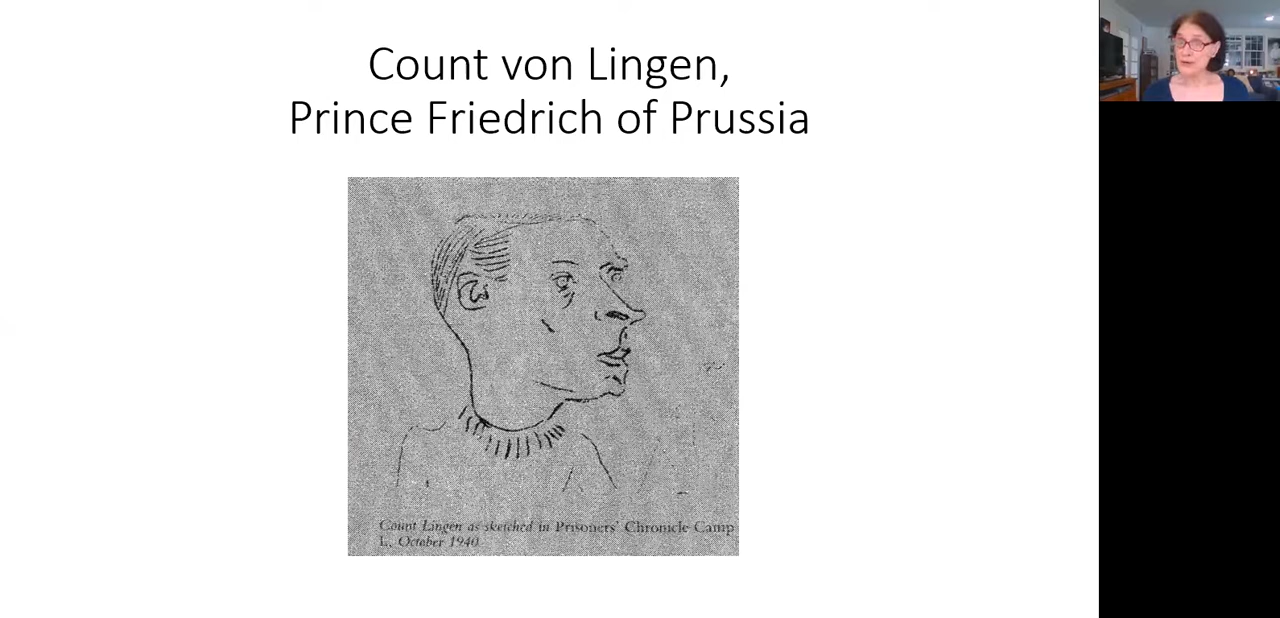 Count von Lingen,
Prince Friedrich of Prussia
Count Lingen as sketched in Prisoners' Chronicle Camp
L, October 1940